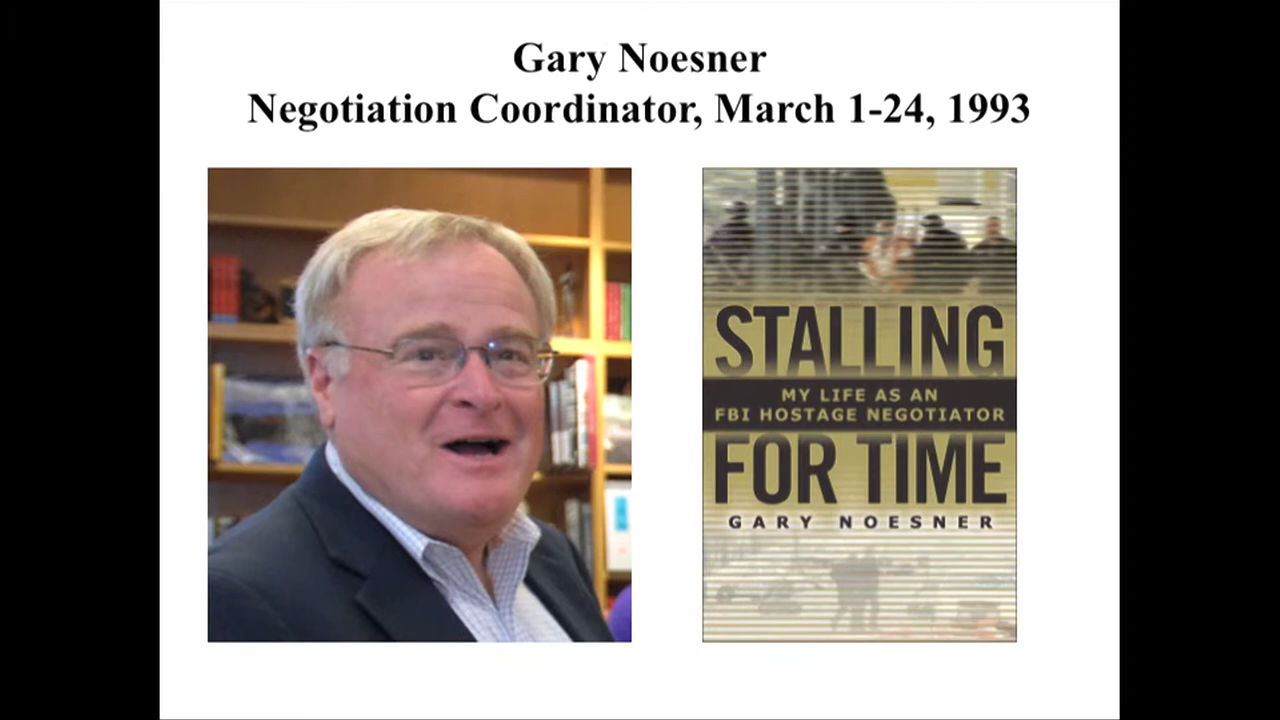 Gary Noesner
Negotiation Coordinator, March 1-24, 1993
STALLING
MY LIFE AS AN
FBI HOSTAGE NEGOTIATOR
FOR TIME
GARY NOESNER